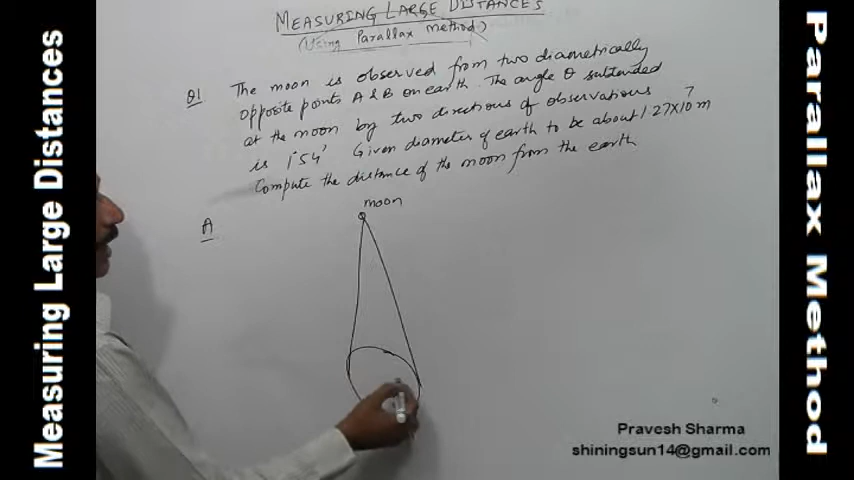 MEASURING LARGE DISTANCES
(Using Parallax Method)
Q1 The moon is observed from two diametrically
opposite points A & B on earth. The angle θ subtended
at the moon by two directions of observations
is 1°54' Given diameter of earth to be about 1.27X10⁷ m
Compute the distance of the moon from the earth
A
moon
Measuring Large Distances
Parallax Method
Pravesh Sharma
shiningsun14@gmail.com